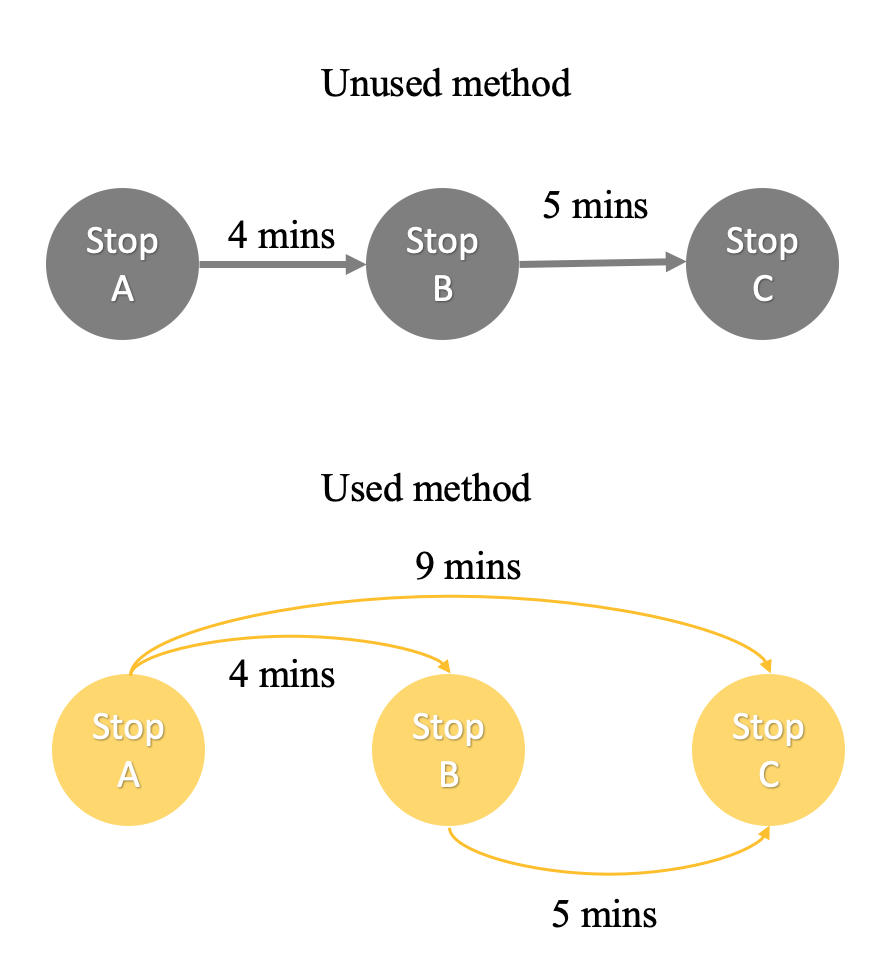 Unused method
4 mins
5 mins
Stop
A
Stop
B
Stop
C
Used method
9 mins
4 mins
Stop
A
Stop
B
Stop
C
5 mins